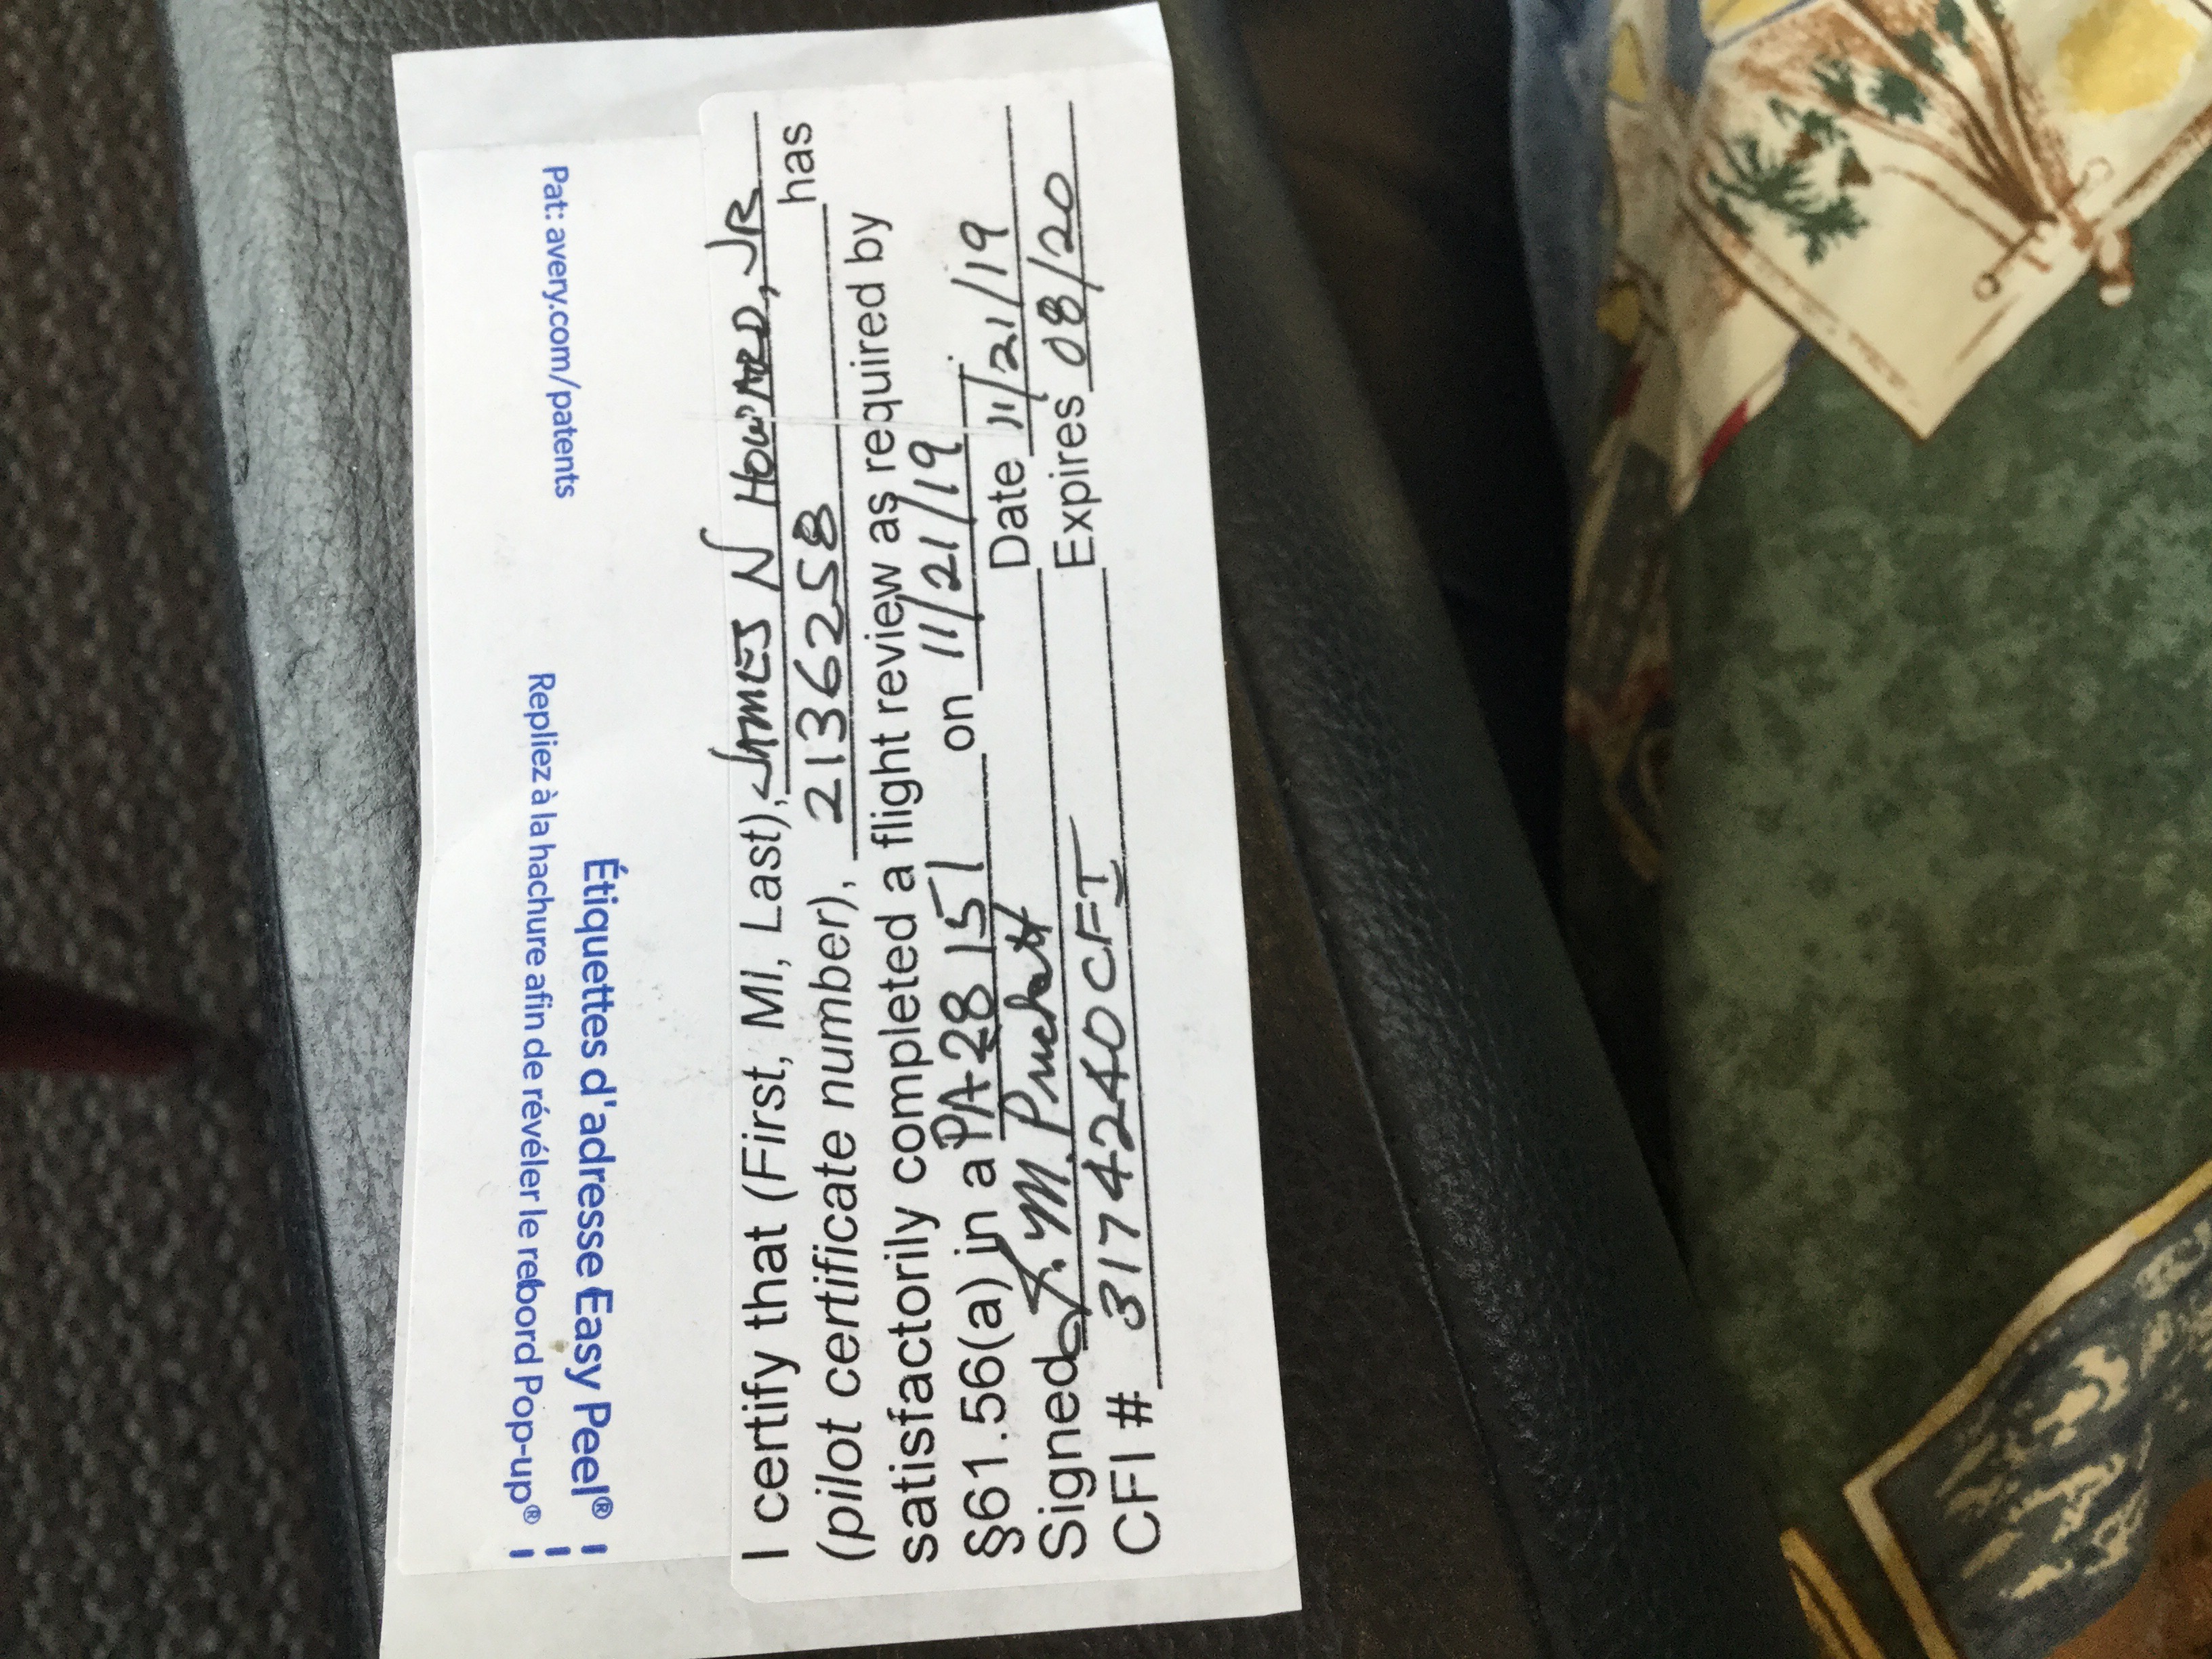 Pat: avery.com/patents
Repliez à la hachure afin de révéler le rebord Pop-up®
Étiquettes d'adresse Easy Peel®
I certify that (First, MI, Last), JAMES N HOWARD, JR
(pilot certificate number), 2136258 has
satisfactorily completed a flight review as required by
§61.56(a) in a PA-28 151 on 11/21/19.
Signed J. M. Date 11/21/19
CFI # 3174240CFI Expires 08/20